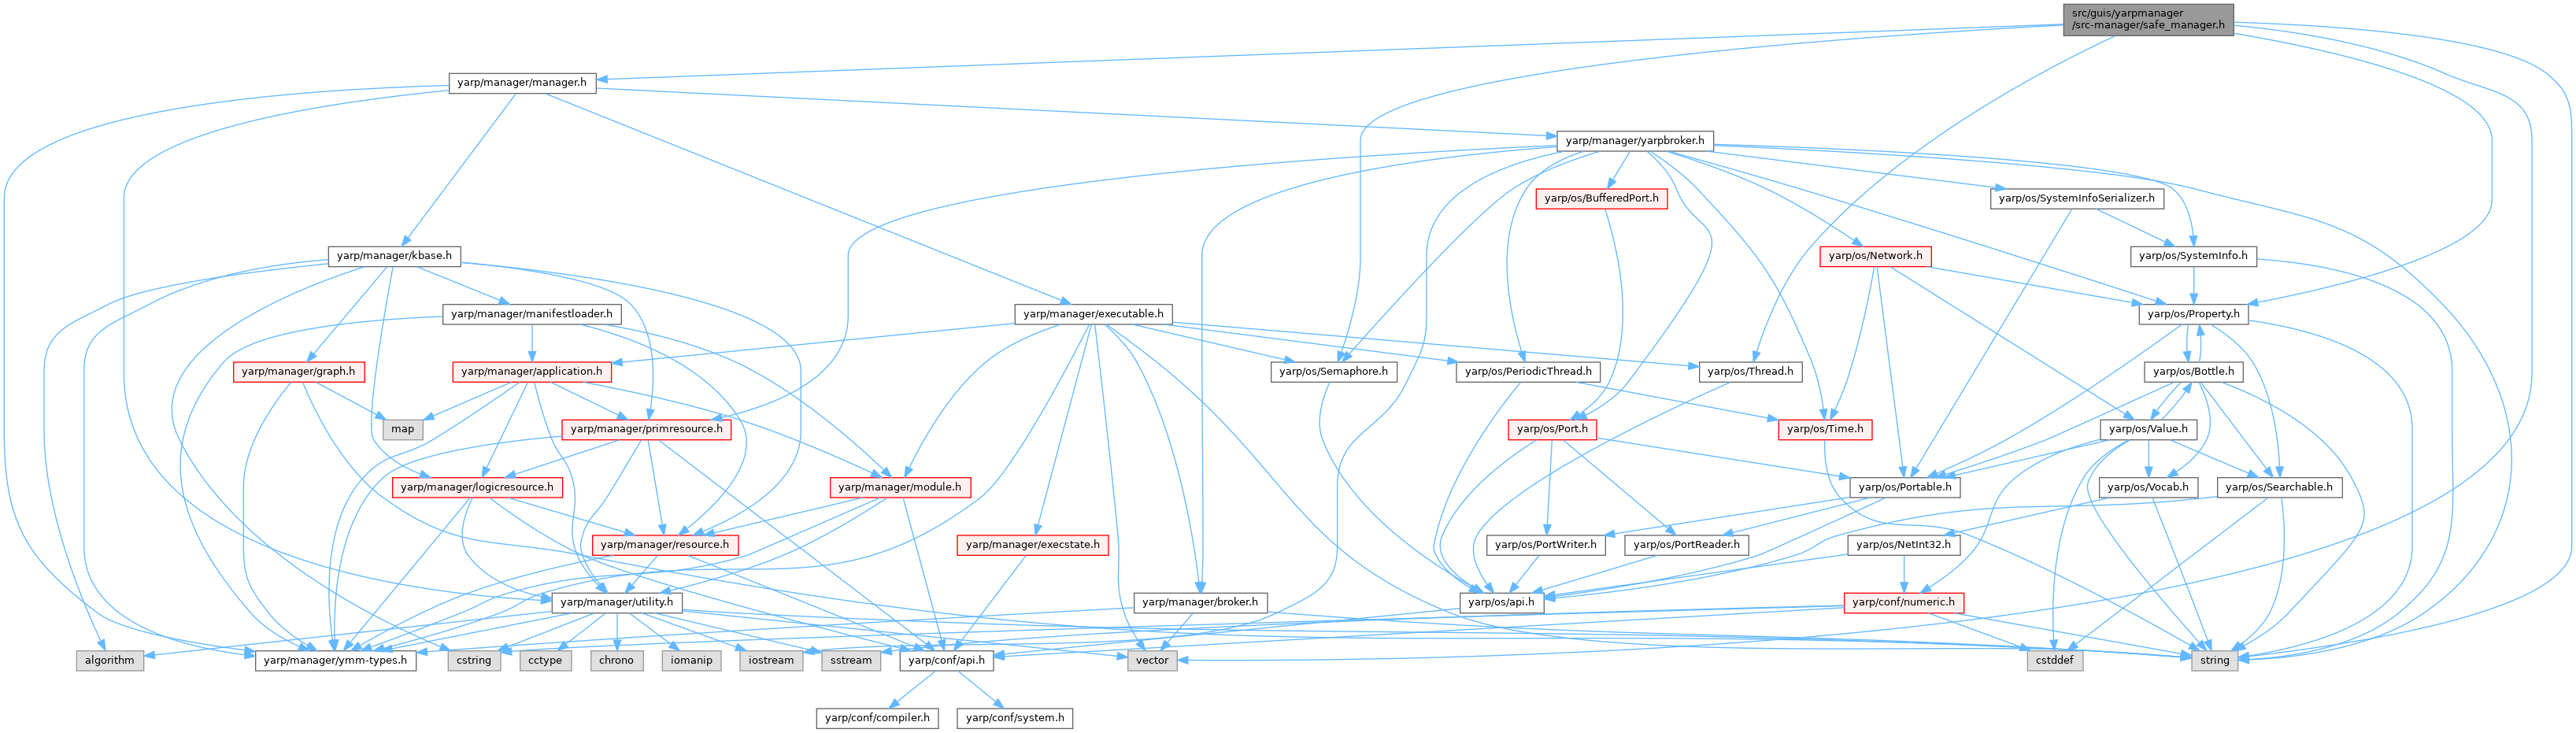 src/guis/yarpmanager
/src-manager/safe_manager.h
yarp/manager/manager.h
yarp/manager/yarpbroker.h
yarp/os/BufferedPort.h
yarp/os/SystemInfoSerializer.h
yarp/manager/kbase.h
yarp/os/Network.h
yarp/os/SystemInfo.h
yarp/manager/manifestloader.h
yarp/manager/executable.h
yarp/os/Property.h
yarp/manager/graph.h
yarp/manager/application.h
yarp/os/Semaphore.h
yarp/os/PeriodicThread.h
yarp/os/Thread.h
yarp/os/Bottle.h
map
yarp/manager/primresource.h
yarp/os/Port.h
yarp/os/Time.h
yarp/os/Value.h
yarp/manager/logicresource.h
yarp/manager/module.h
yarp/os/Portable.h
yarp/os/Vocab.h
yarp/os/Searchable.h
yarp/manager/resource.h
yarp/manager/execstate.h
yarp/os/PortWriter.h
yarp/os/PortReader.h
yarp/os/NetInt32.h
yarp/manager/utility.h
yarp/manager/broker.h
yarp/os/api.h
yarp/conf/numeric.h
algorithm
yarp/manager/ymm-types.h
cstring
cctype
chrono
iomanip
iostream
sstream
yarp/conf/api.h
vector
cstddef
string
yarp/conf/compiler.h
yarp/conf/system.h